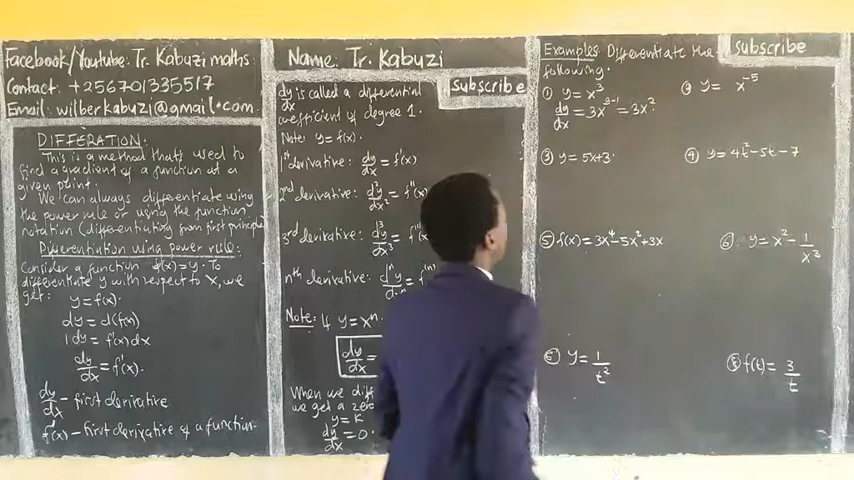 Facebook/Youtube: Tr. Kabuzi maths
Contact: +256701335517
Email: wilberkabuzi@gmail.com
DIFFERATION.
This is a method that's used to
find a gradient of a function at a
given point.
We can always differentiate using
the power rule or using the function
notation (differentiating from first principle)
Differentiation using power rule:
Consider a function f(x) = y. To
differentiate y with respect to x, we
get:
y = f(x).
dy = d(f(x)
1dy = f'(x)dx
dy/dx = f'(x).
dy/dx - first derivative
f'(x) - first derivative of a function.
Name: Tr. Kabuzi
Subscribe
dy/dx is called a differential
coefficient of degree 1.
Note: y = f(x).
1st derivative: dy/dx = f'(x)
2nd derivative: d²y/dx² = f''(x)
3rd derivative: d³y/dx³ = f'''(x
nth derivative: dⁿy
Note: If y = xⁿ
dy/dx =
When we diff
we get a zero
y = K
dy/dx = 0.
Subscribe
Examples: Differentiate the
following.
① y = x³
dy/dx = 3x³⁻¹ = 3x²
y = x⁻⁵
③ y = 5x+3
④ y = 4t²-5t-7
⑤ f(x) = 3x⁴-5x²+3x
⑥ y = x² - 1/x³
y = 1/t²
⑧ f(t) = 3/t